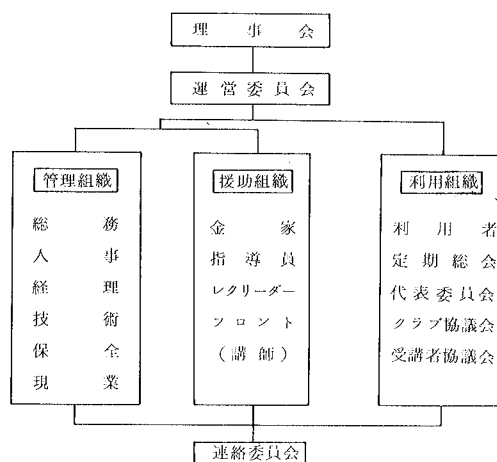 理事会
運営委員会
管理組織
総務
人事
経理
技術
保全
現業
援助組織
金家
指導員
レクリーダー
フロント
(講師)
利用組織
利用者
定期総会
代表委員会
クラブ協議会
受講者協議会
連絡委員会